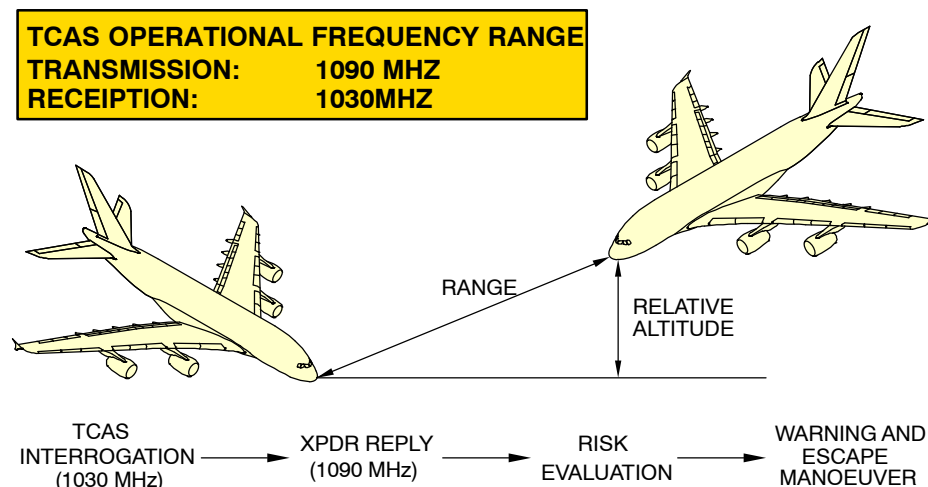 TCAS OPERATIONAL FREQUENCY RANGE
TRANSMISSION: 1090 MHZ
RECEIPTION: 1030MHZ
RANGE
RELATIVE
ALTITUDE
TCAS
INTERROGATION
(1030 MHz)
XPDR REPLY
(1090 MHz)
RISK
EVALUATION
WARNING AND
ESCAPE
MANOEUVER